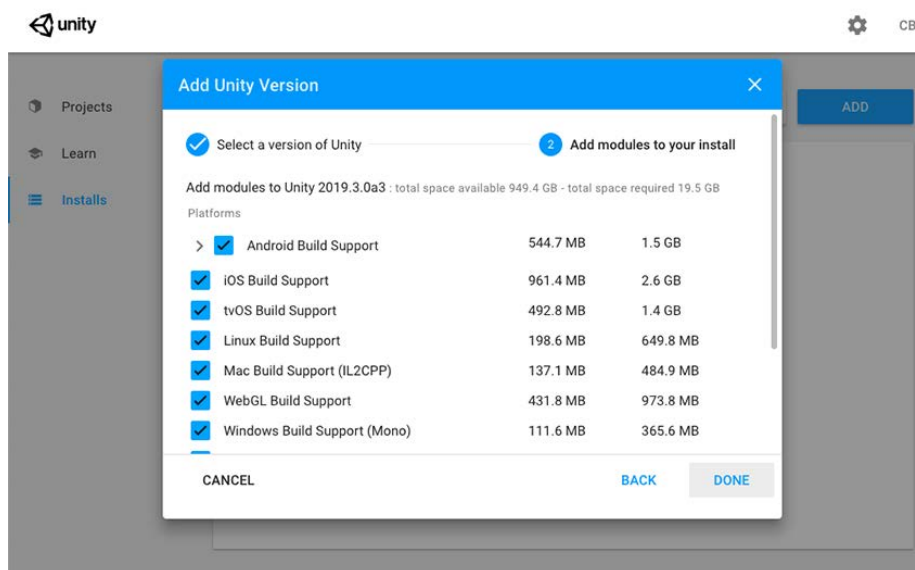 unity
CB
Projects
Learn
Installs
ADD
Add Unity Version
Select a version of Unity
2 Add modules to your install
Add modules to Unity 2019.3.0a3 : total space available 949.4 GB - total space required 19.5 GB
Platforms
Android Build Support 544.7 MB 1.5 GB
iOS Build Support 961.4 MB 2.6 GB
tvOS Build Support 492.8 MB 1.4 GB
Linux Build Support 198.6 MB 649.8 MB
Mac Build Support (IL2CPP) 137.1 MB 484.9 MB
WebGL Build Support 431.8 MB 973.8 MB
Windows Build Support (Mono) 111.6 MB 365.6 MB
CANCEL
BACK
DONE